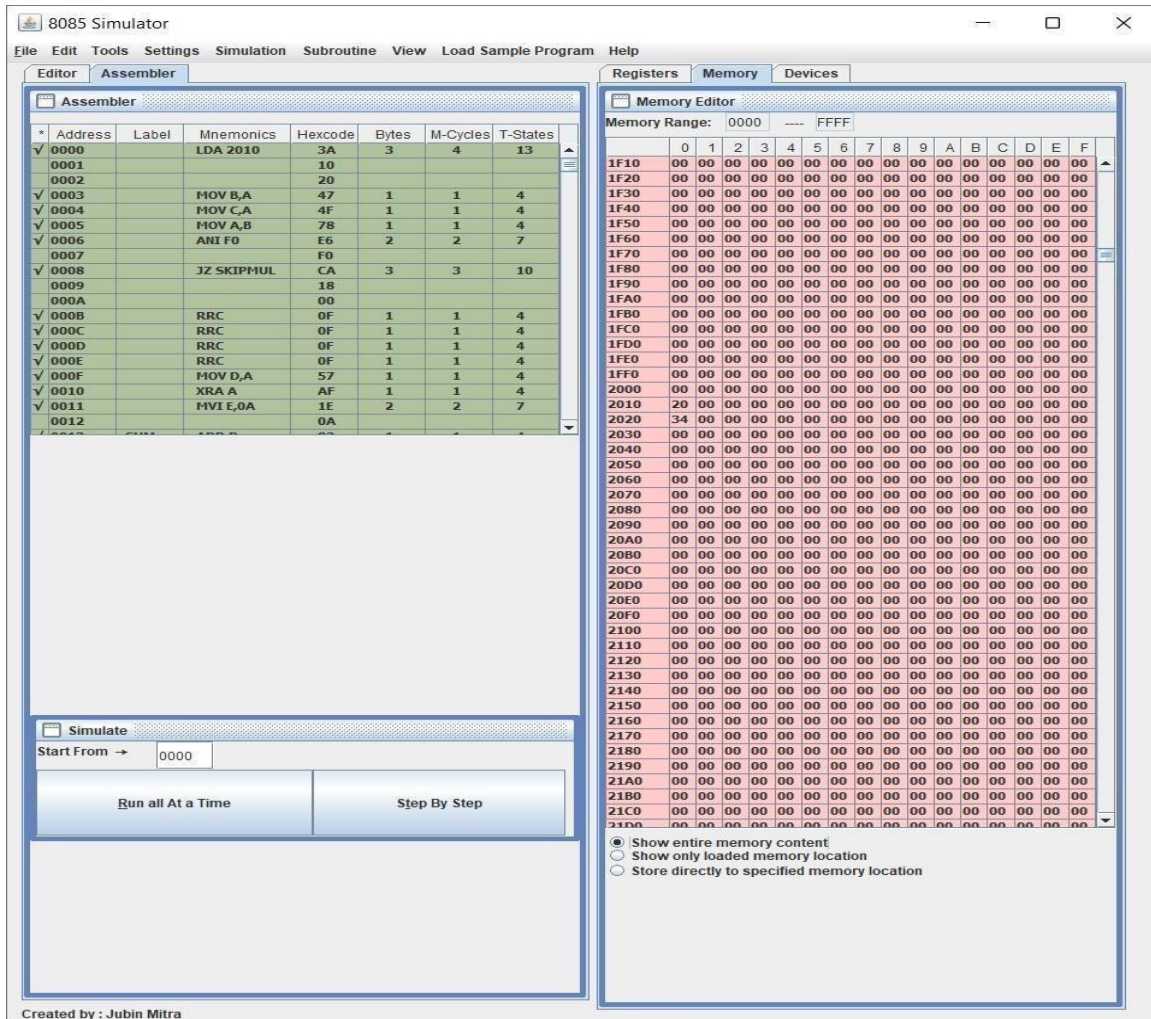 8085 Simulator
File Edit Tools Settings Simulation Subroutine View Load Sample Program Help
Editor Assembler
Assembler
* Address Label Mnemonics Hexcode Bytes M-Cycles T-States
√ 0000 LDA 2010 3A 3 4 13
0001 10
0002 20
√ 0003 MOV B,A 47 1 1 4
√ 0004 MOV C,A 4F 1 1 4
√ 0005 MOV A,B 78 1 1 4
√ 0006 ANI F0 E6 2 2 7
0007 F0
√ 0008 JZ SKIPMUL CA 3 3 10
0009 18
000A 00
√ 000B RRC 0F 1 1 4
√ 000C RRC 0F 1 1 4
√ 000D RRC 0F 1 1 4
√ 000E RRC 0F 1 1 4
√ 000F MOV D,A 57 1 1 4
√ 0010 XRA A AF 1 1 4
√ 0011 MVI E,0A 1E 2 2 7
0012 0A
Simulate
Start From → 0000
Run all At a Time Step By Step
Created by : Jubin Mitra
Registers Memory Devices
Memory Editor
Memory Range: 0000 ---- FFFF
0 1 2 3 4 5 6 7 8 9 A B C D E F
1F10 00 00 00 00 00 00 00 00 00 00 00 00 00 00 00 00
1F20 00 00 00 00 00 00 00 00 00 00 00 00 00 00 00 00
1F30 00 00 00 00 00 00 00 00 00 00 00 00 00 00 00 00
1F40 00 00 00 00 00 00 00 00 00 00 00 00 00 00 00 00
1F50 00 00 00 00 00 00 00 00 00 00 00 00 00 00 00 00
1F60 00 00 00 00 00 00 00 00 00 00 00 00 00 00 00 00
1F70 00 00 00 00 00 00 00 00 00 00 00 00 00 00 00 00
1F80 00 00 00 00 00 00 00 00 00 00 00 00 00 00 00 00
1F90 00 00 00 00 00 00 00 00 00 00 00 00 00 00 00 00
1FA0 00 00 00 00 00 00 00 00 00 00 00 00 00 00 00 00
1FB0 00 00 00 00 00 00 00 00 00 00 00 00 00 00 00 00
1FC0 00 00 00 00 00 00 00 00 00 00 00 00 00 00 00 00
1FD0 00 00 00 00 00 00 00 00 00 00 00 00 00 00 00 00
1FE0 00 00 00 00 00 00 00 00 00 00 00 00 00 00 00 00
1FF0 00 00 00 00 00 00 00 00 00 00 00 00 00 00 00 00
2000 00 00 00 00 00 00 00 00 00 00 00 00 00 00 00 00
2010 20 00 00 00 00 00 00 00 00 00 00 00 00 00 00 00
2020 34 00 00 00 00 00 00 00 00 00 00 00 00 00 00 00
2030 00 00 00 00 00 00 00 00 00 00 00 00 00 00 00 00
2040 00 00 00 00 00 00 00 00 00 00 00 00 00 00 00 00
2050 00 00 00 00 00 00 00 00 00 00 00 00 00 00 00 00
2060 00 00 00 00 00 00 00 00 00 00 00 00 00 00 00 00
2070 00 00 00 00 00 00 00 00 00 00 00 00 00 00 00 00
2080 00 00 00 00 00 00 00 00 00 00 00 00 00 00 00 00
2090 00 00 00 00 00 00 00 00 00 00 00 00 00 00 00 00
20A0 00 00 00 00 00 00 00 00 00 00 00 00 00 00 00 00
20B0 00 00 00 00 00 00 00 00 00 00 00 00 00 00 00 00
20C0 00 00 00 00 00 00 00 00 00 00 00 00 00 00 00 00
20D0 00 00 00 00 00 00 00 00 00 00 00 00 00 00 00 00
20E0 00 00 00 00 00 00 00 00 00 00 00 00 00 00 00 00
20F0 00 00 00 00 00 00 00 00 00 00 00 00 00 00 00 00
2100 00 00 00 00 00 00 00 00 00 00 00 00 00 00 00 00
2110 00 00 00 00 00 00 00 00 00 00 00 00 00 00 00 00
2120 00 00 00 00 00 00 00 00 00 00 00 00 00 00 00 00
2130 00 00 00 00 00 00 00 00 00 00 00 00 00 00 00 00
2140 00 00 00 00 00 00 00 00 00 00 00 00 00 00 00 00
2150 00 00 00 00 00 00 00 00 00 00 00 00 00 00 00 00
2160 00 00 00 00 00 00 00 00 00 00 00 00 00 00 00 00
2170 00 00 00 00 00 00 00 00 00 00 00 00 00 00 00 00
2180 00 00 00 00 00 00 00 00 00 00 00 00 00 00 00 00
2190 00 00 00 00 00 00 00 00 00 00 00 00 00 00 00 00
21A0 00 00 00 00 00 00 00 00 00 00 00 00 00 00 00 00
21B0 00 00 00 00 00 00 00 00 00 00 00 00 00 00 00 00
21C0 00 00 00 00 00 00 00 00 00 00 00 00 00 00 00 00
21D0 00 00 00 00 00 00 00 00 00 00 00 00 00 00 00 00
Show entire memory content
Show only loaded memory location
Store directly to specified memory location